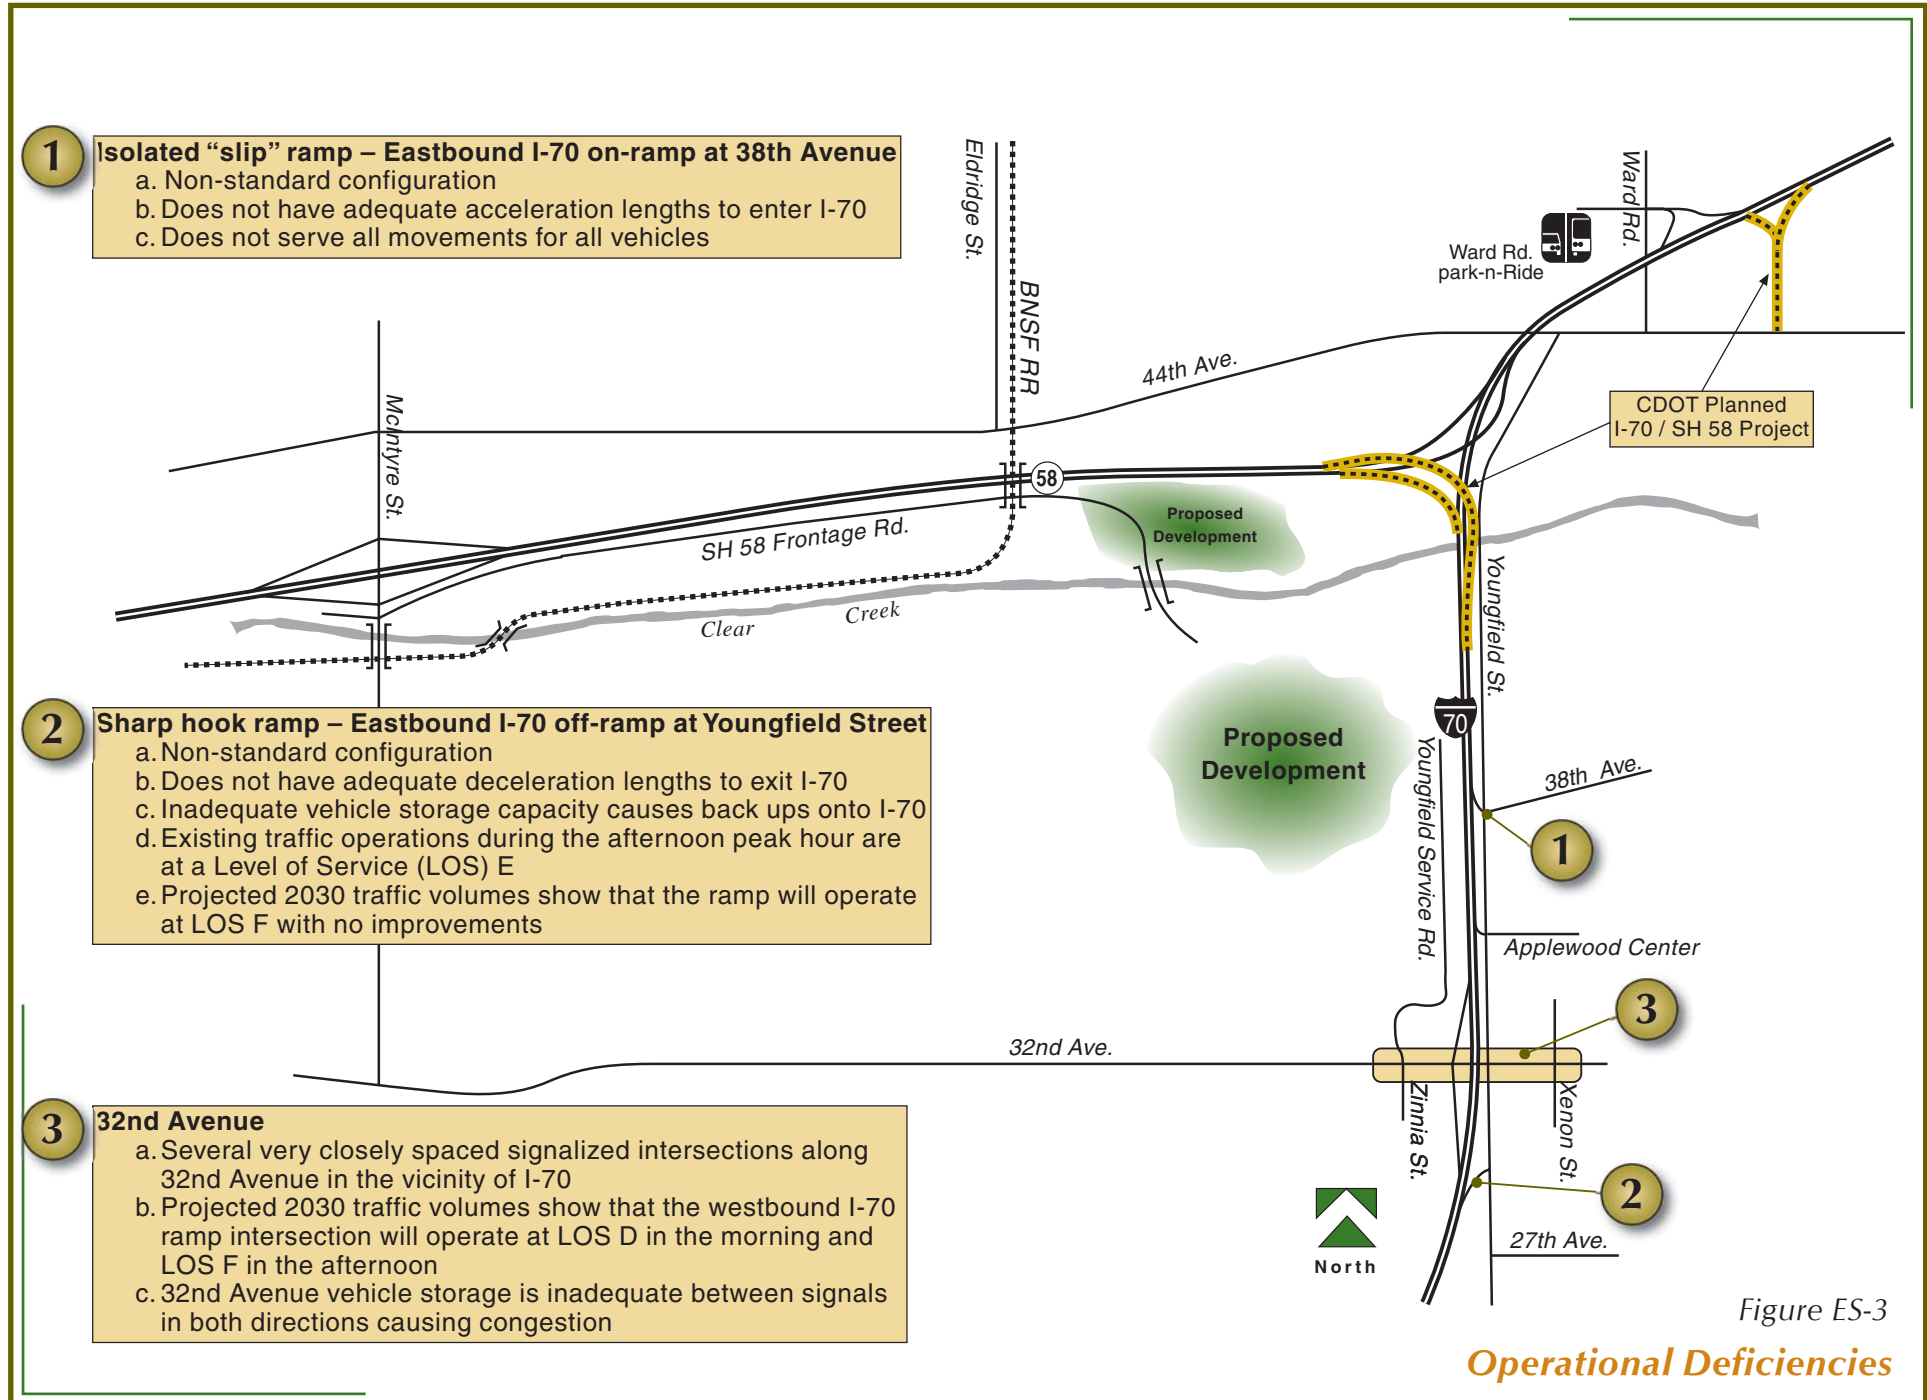 1
Isolated “slip” ramp – Eastbound I-70 on-ramp at 38th Avenue
a. Non-standard configuration
b. Does not have adequate acceleration lengths to enter I-70
c. Does not serve all movements for all vehicles
Eldridge St.
BNSF RR
Ward Rd.
Ward Rd.
park-n-Ride
44th Ave.
CDOT Planned
I-70 / SH 58 Project
McIntyre St.
58
SH 58 Frontage Rd.
Proposed
Development
Clear Creek
Youngfield St.
2
Sharp hook ramp – Eastbound I-70 off-ramp at Youngfield Street
a. Non-standard configuration
b. Does not have adequate deceleration lengths to exit I-70
c. Inadequate vehicle storage capacity causes back ups onto I-70
d. Existing traffic operations during the afternoon peak hour are
at a Level of Service (LOS) E
e. Projected 2030 traffic volumes show that the ramp will operate
at LOS F with no improvements
Proposed
Development
70
Youngfield Service Rd.
38th Ave.
1
Applewood Center
3
32nd Ave.
Zinnia St.
Xenon St.
2
27th Ave.
3
32nd Avenue
a. Several very closely spaced signalized intersections along
32nd Avenue in the vicinity of I-70
b. Projected 2030 traffic volumes show that the westbound I-70
ramp intersection will operate at LOS D in the morning and
LOS F in the afternoon
c. 32nd Avenue vehicle storage is inadequate between signals
in both directions causing congestion
North
Figure ES-3
Operational Deficiencies